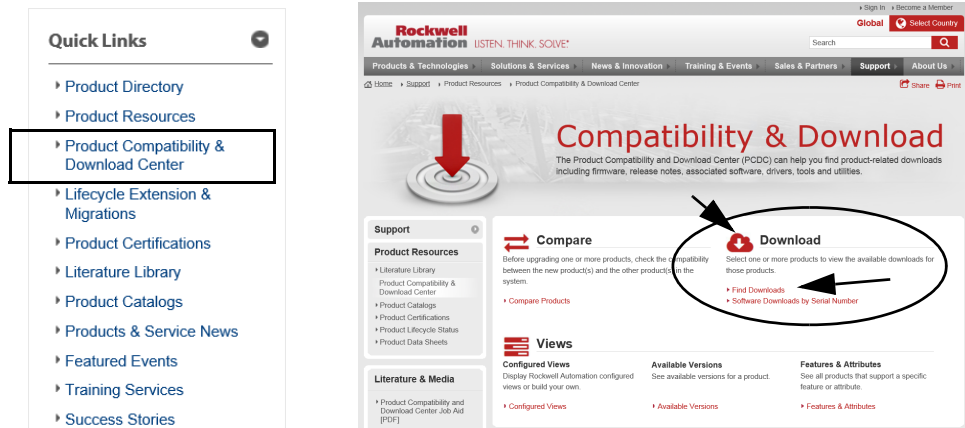 Quick Links
Product Directory
Product Resources
Product Compatibility &
Download Center
Lifecycle Extension &
Migrations
Product Certifications
Literature Library
Product Catalogs
Products & Service News
Featured Events
Training Services
Success Stories
Sign In
Become a Member
Global
Select Country
Rockwell
Automation
LISTEN. THINK. SOLVE.®
Search
Products & Technologies
Solutions & Services
News & Innovation
Training & Events
Sales & Partners
Support
About Us
Home
Support
Product Resources
Product Compatibility & Download Center
Share
Print
Compatibility & Download
The Product Compatibility and Download Center (PCDC) can help you find product-related downloads
including firmware, release notes, associated software, drivers, tools and utilities.
Support
Product Resources
Literature Library
Product Compatibility &
Download Center
Product Catalogs
Product Certifications
Product Lifecycle Status
Product Data Sheets
Literature & Media
Product Compatibility and
Download Center Job Aid
[PDF]
Compare
Before upgrading one or more products, check the compatibility
between the new product(s) and the other product(s) in the
system.
Compare Products
Download
Select one or more products to view the available downloads for
those products.
Find Downloads
Software Downloads by Serial Number
Views
Configured Views
Display Rockwell Automation configured
views or build your own.
Configured Views
Available Versions
See available versions for a product.
Available Versions
Features & Attributes
See all products that support a specific
feature or attribute.
Features & Attributes